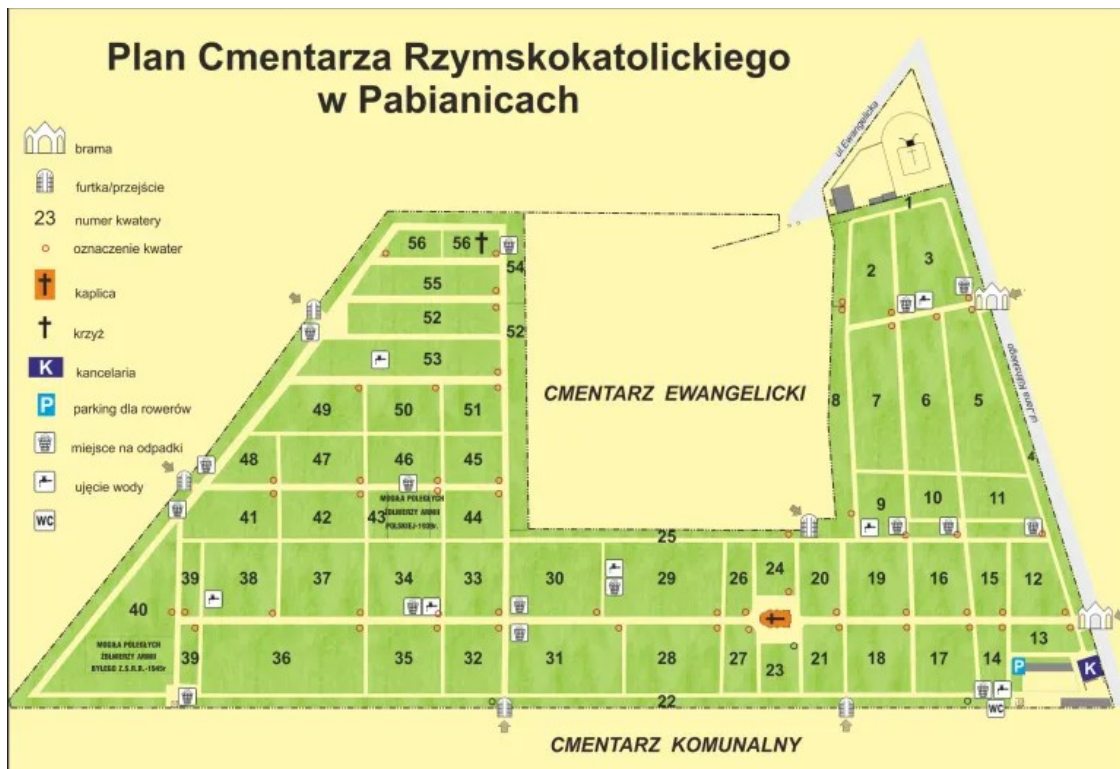 Plan Cmentarza Rzymskokatolickiego
w Pabianicach
brama
furtka/przejście
23 numer kwatery
oznaczenie kwater
kaplica
krzyż
K kancelaria
P parking dla rowerów
miejsce na odpadki
ujęcie wody
WC
ul.Ewangelicka
ul. Jana Kilińskiego
1
2
3
56
56
54
55
52
52
53
CMENTARZ EWANGELICKI
8
7
6
5
4
49
50
51
48
47
46
45
MOGIŁA POLEGŁYCH
ŻOŁNIERZY ARMII
POLSKIEJ-1939r.
41
42
43
44
9
10
11
25
39
38
37
34
33
30
29
26
24
20
19
16
15
12
40
MOGIŁA POLEGŁYCH
ŻOŁNIERZY ARMII
BYŁEGO Z.S.R.R.-1945r
39
36
35
32
31
28
27
23
21
18
17
14
13
P
K
22
WC
CMENTARZ KOMUNALNY